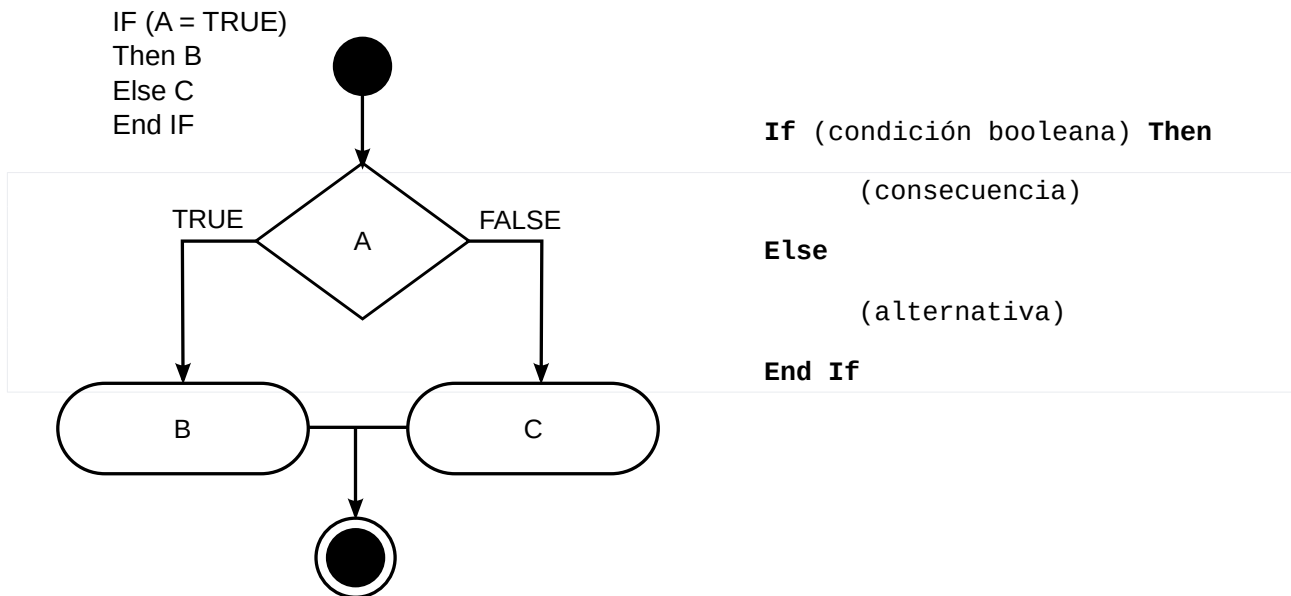 IF (A = TRUE)
Then B
Else C
End IF
TRUE
FALSE
A
B
C
If (condición booleana) Then
(consecuencia)
Else
(alternativa)
End If